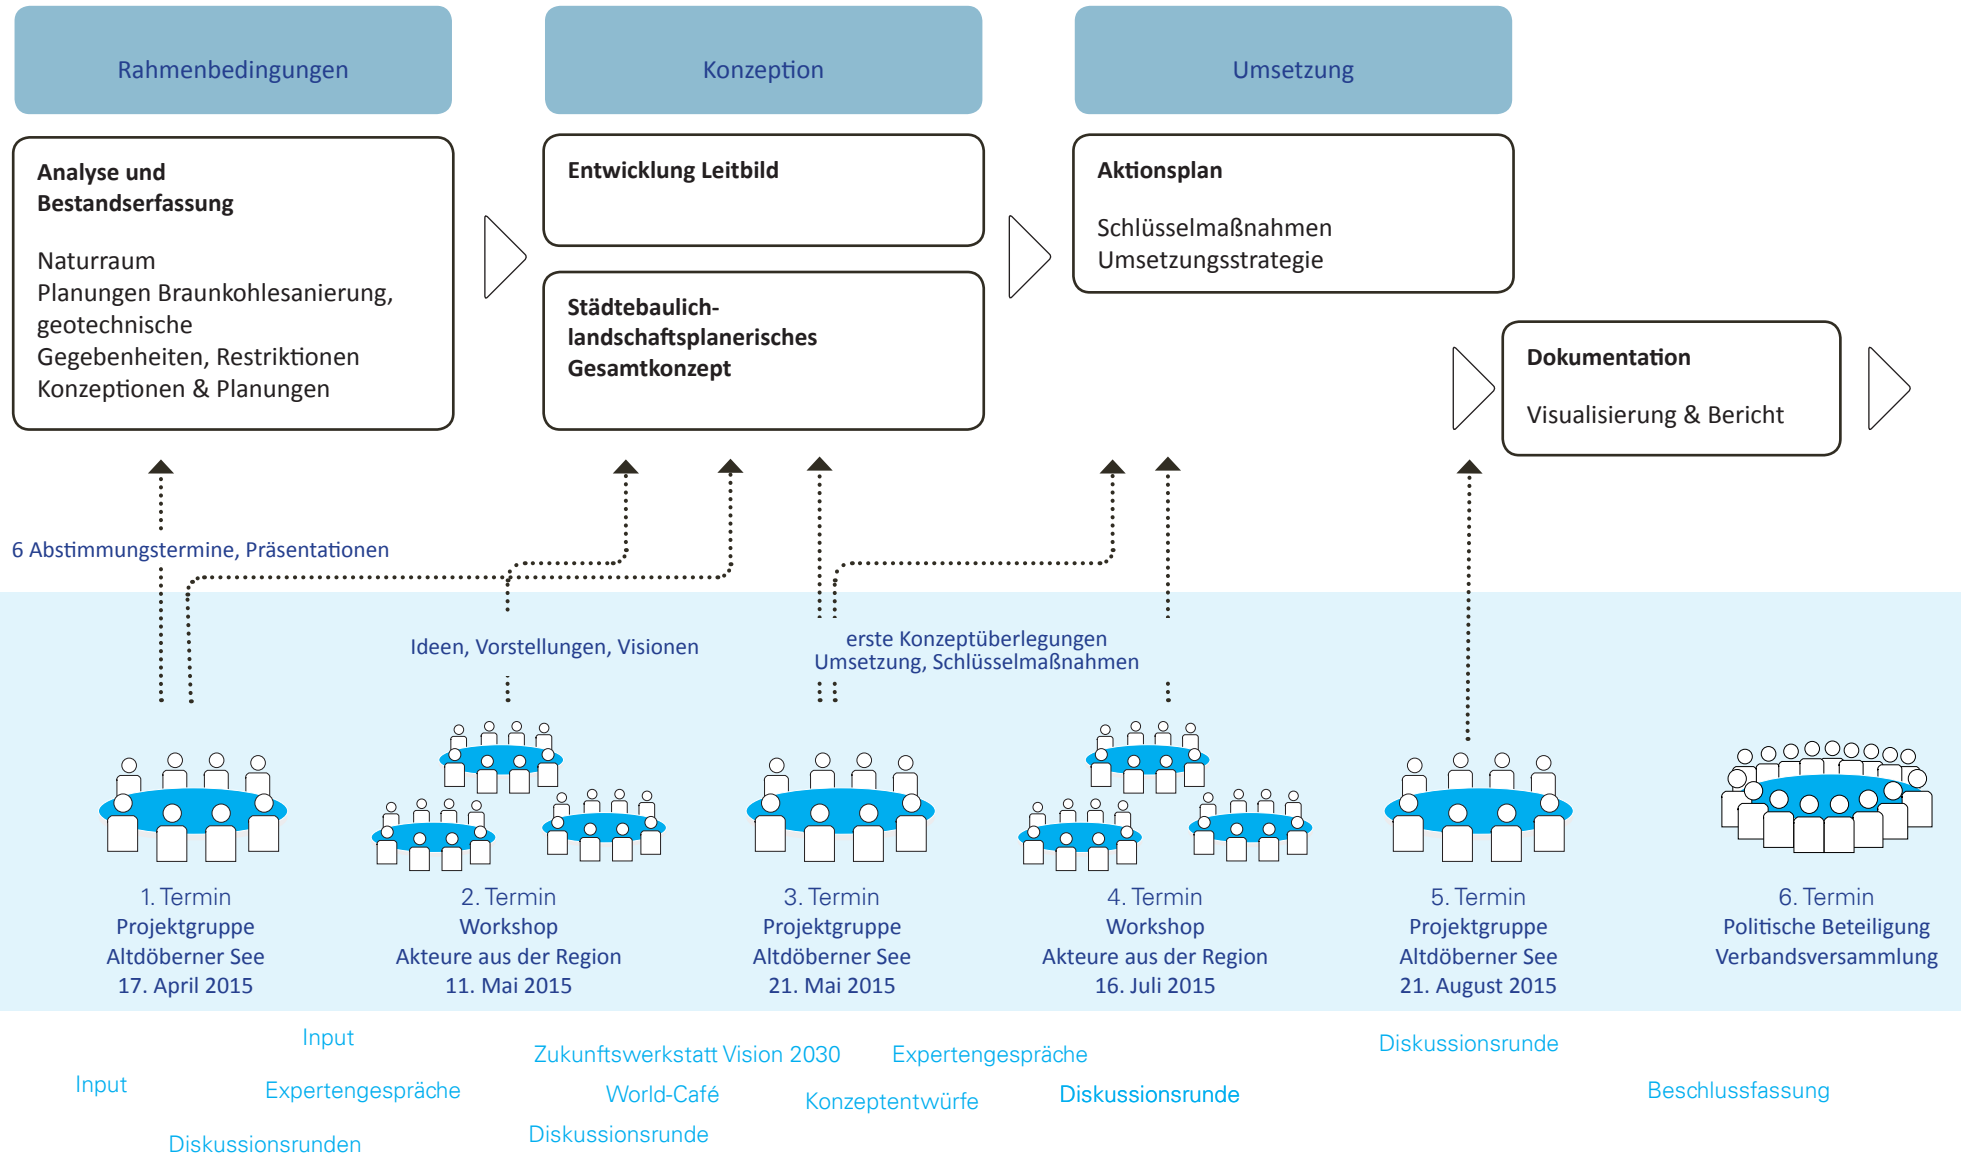 Rahmenbedingungen
Konzeption
Umsetzung
Analyse und
Bestandserfassung
Naturraum
Planungen Braunkohlesanierung,
geotechnische
Gegebenheiten, Restriktionen
Konzeptionen & Planungen
Entwicklung Leitbild
Städtebaulich-
landschaftsplanerisches
Gesamtkonzept
Aktionsplan
Schlüsselmaßnahmen
Umsetzungsstrategie
Dokumentation
Visualisierung & Bericht
6 Abstimmungstermine, Präsentationen
Ideen, Vorstellungen, Visionen
erste Konzeptüberlegungen
Umsetzung, Schlüsselmaßnahmen
1. Termin
Projektgruppe
Altdöberner See
17. April 2015
2. Termin
Workshop
Akteure aus der Region
11. Mai 2015
3. Termin
Projektgruppe
Altdöberner See
21. Mai 2015
4. Termin
Workshop
Akteure aus der Region
16. Juli 2015
5. Termin
Projektgruppe
Altdöberner See
21. August 2015
6. Termin
Politische Beteiligung
Verbandsversammlung
Input
Input
Expertengespräche
Diskussionsrunden
Zukunftswerkstatt Vision 2030
World-Café
Diskussionsrunde
Expertengespräche
Konzeptentwürfe
Diskussionsrunde
Diskussionsrunde
Beschlussfassung